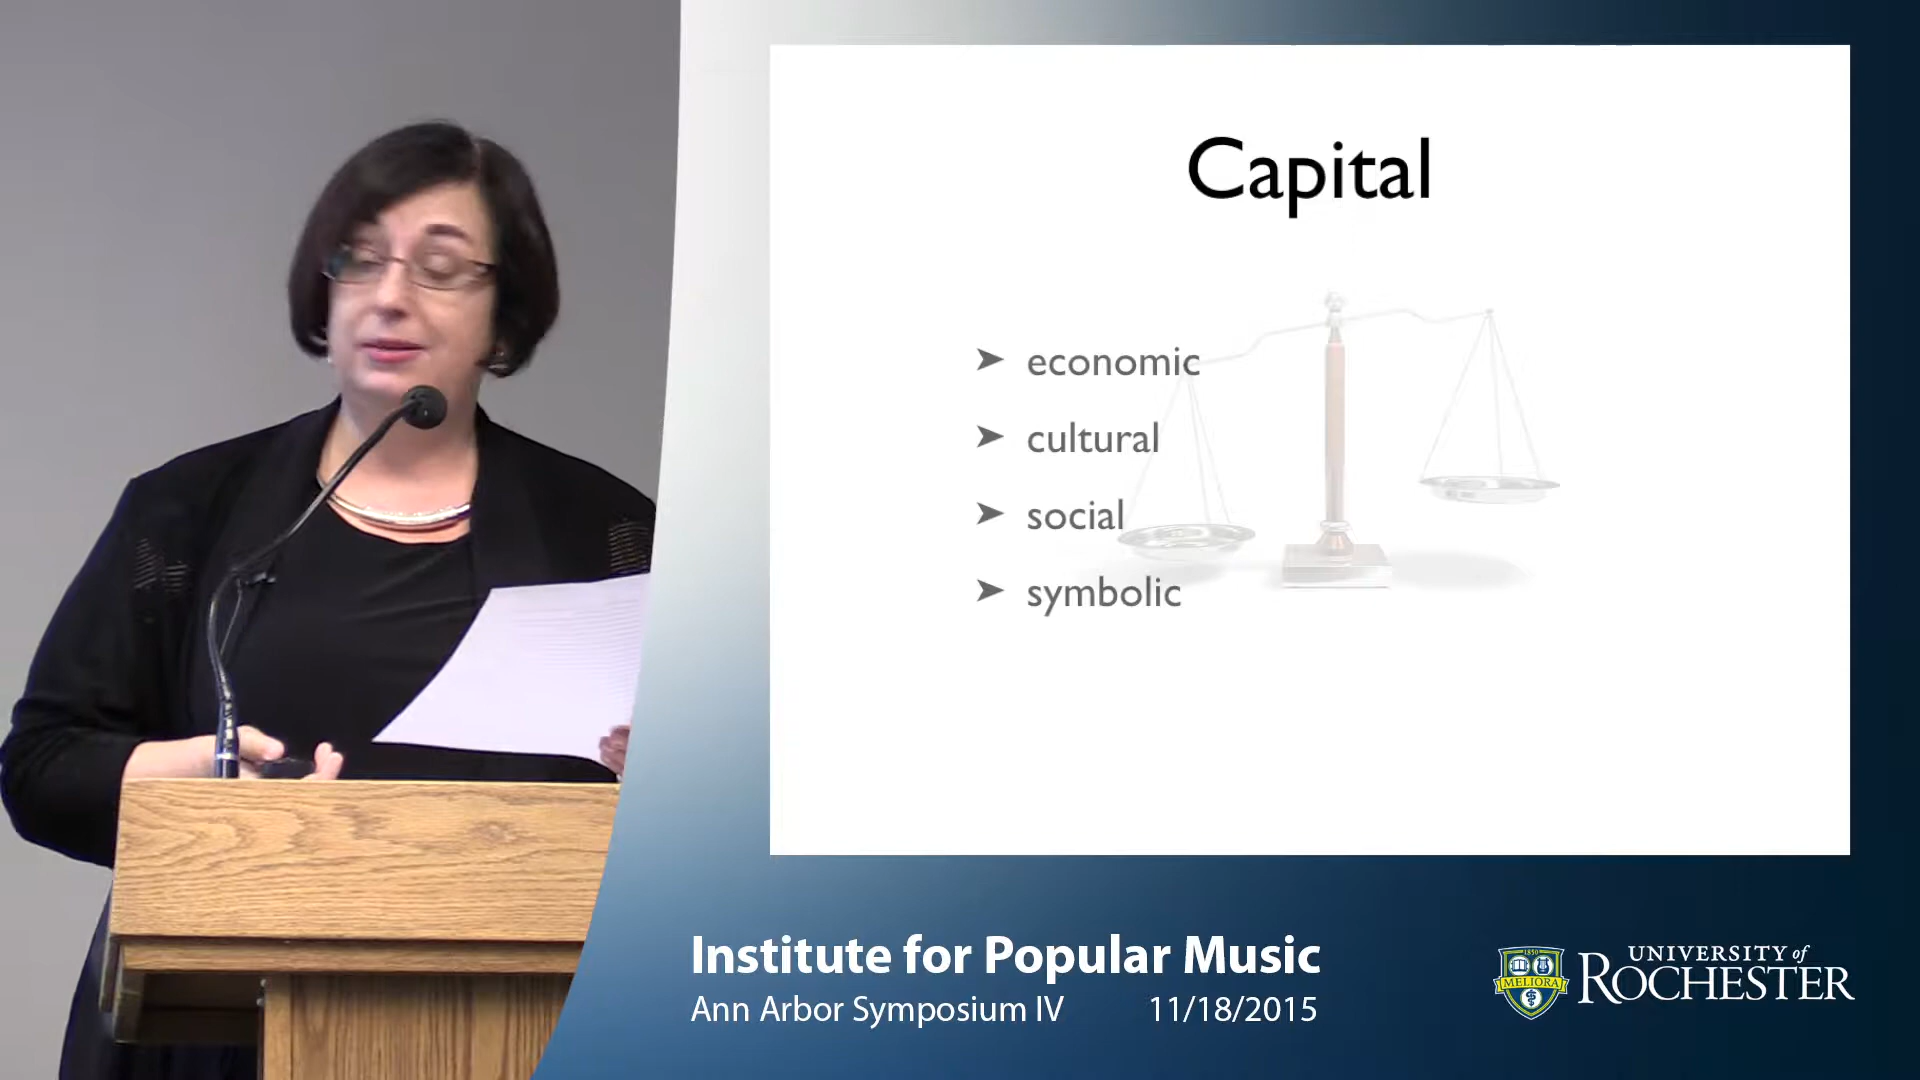 Capital
➤ economic
➤ cultural
➤ social
➤ symbolic
Institute for Popular Music
Ann Arbor Symposium IV 11/18/2015
1850
MELIORA
UNIVERSITY of
ROCHESTER